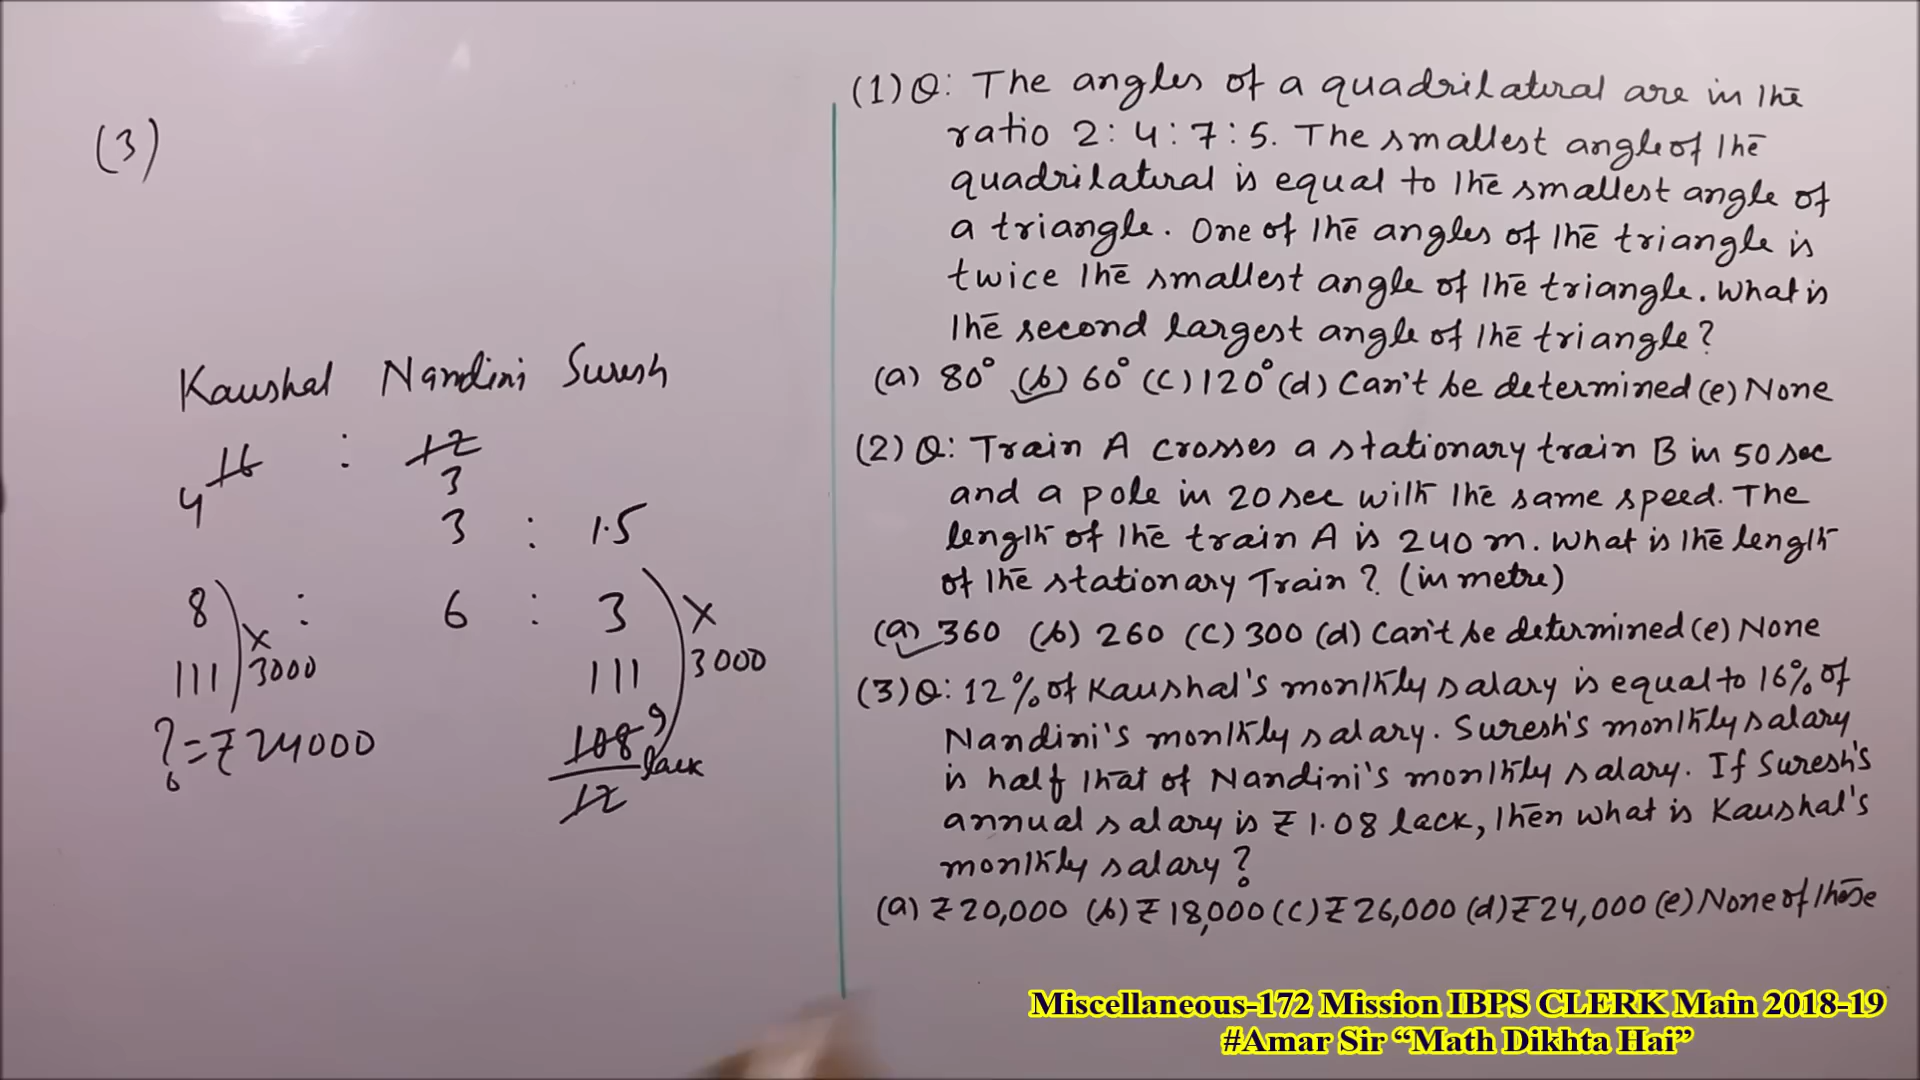 (3)
Kaushal Nandini Suresh
16 : 12
4 3
3 : 1.5
8 : 6 : 3
× ×
111 3000 111 3000
? = ₹ 24000 108 9
lack
12
(1) Q: The angles of a quadrilateral are in the
ratio 2:4:7:5. The smallest angle of the
quadrilateral is equal to the smallest angle of
a triangle. One of the angles of the triangle is
twice the smallest angle of the triangle. What is
the second largest angle of the triangle?
(a) 80° (b) 60° (c) 120° (d) Can't be determined (e) None
(2) Q: Train A crosses a stationary train B in 50 sec
and a pole in 20 sec with the same speed. The
length of the train A is 240 m. What is the length
of the stationary Train? (in metre)
(a) 360 (b) 260 (c) 300 (d) Can't be determined (e) None
(3) Q: 12% of Kaushal's monthly salary is equal to 16% of
Nandini's monthly salary. Suresh's monthly salary
is half that of Nandini's monthly salary. If Suresh's
annual salary is ₹ 1.08 lack, then what is Kaushal's
monthly salary?
(a) ₹ 20,000 (b) ₹ 18,000 (c) ₹ 26,000 (d) ₹ 24,000 (e) None of these
Miscellaneous-172 Mission IBPS CLERK Main 2018-19
#Amar Sir “Math Dikhta Hai”